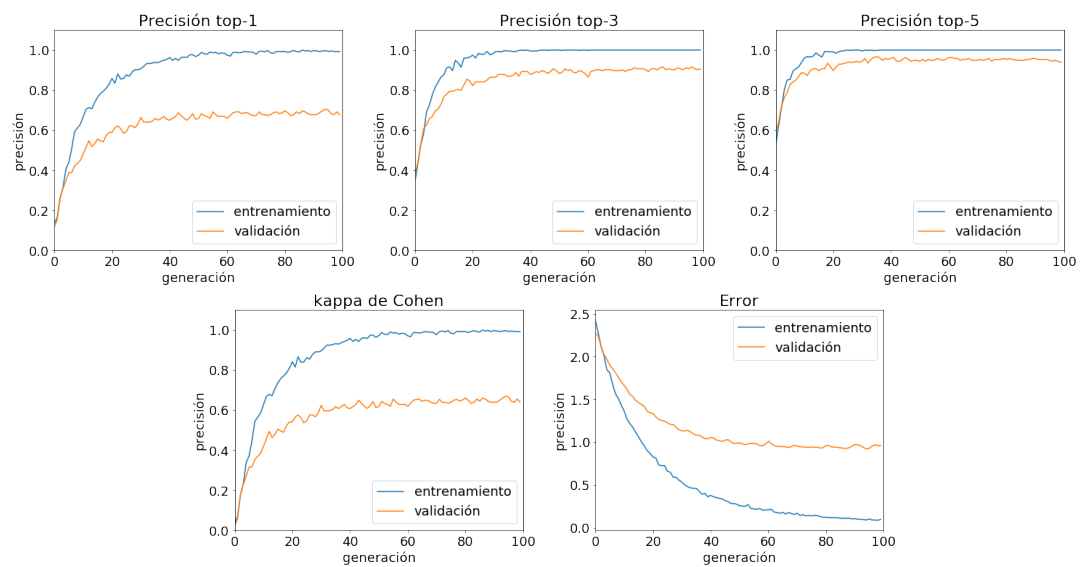 Precisión top-1
1.0
0.8
0.6
0.4
0.2
0.0
precisión
0 20 40 60 80 100
generación
entrenamiento
validación
Precisión top-3
1.0
0.8
0.6
0.4
0.2
0.0
precisión
0 20 40 60 80 100
generación
entrenamiento
validación
Precisión top-5
1.0
0.8
0.6
0.4
0.2
0.0
precisión
0 20 40 60 80 100
generación
entrenamiento
validación
kappa de Cohen
1.0
0.8
0.6
0.4
0.2
0.0
precisión
0 20 40 60 80 100
generación
entrenamiento
validación
Error
2.5
2.0
1.5
1.0
0.5
0.0
precisión
0 20 40 60 80 100
generación
entrenamiento
validación